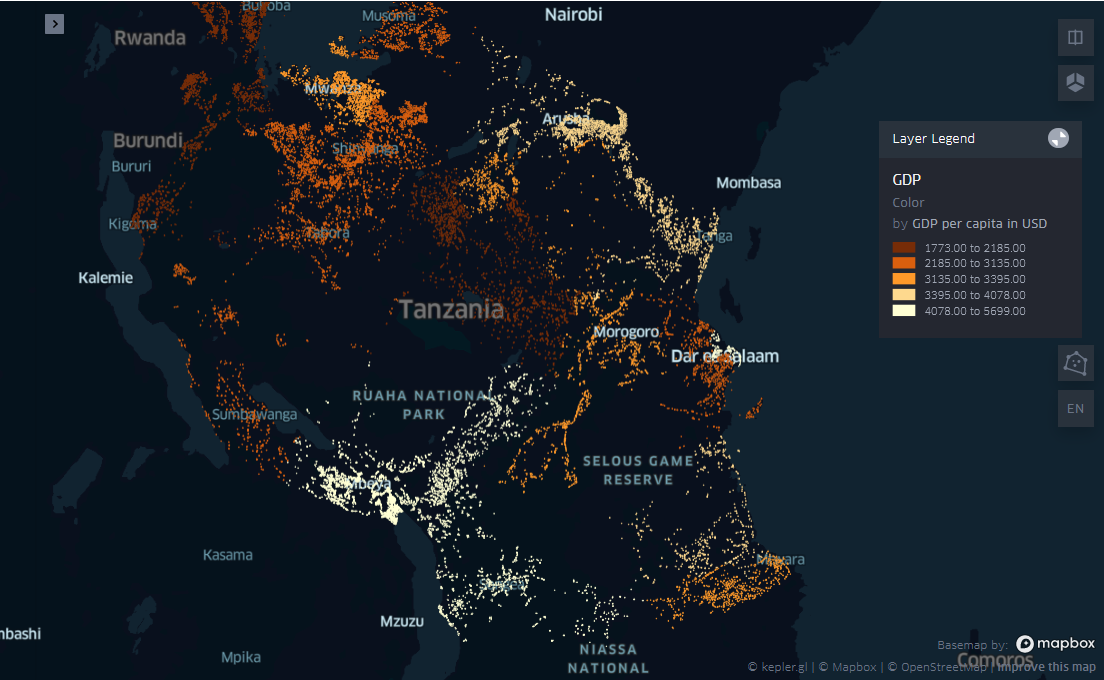 Bukoba
Musoma
Nairobi
Rwanda
Mwanza
Arusha
Burundi
Shinyanga
Bururi
Mombasa
Kigoma
Tabora
Tanga
Kalemie
Tanzania
Morogoro
Dar es Salaam
RUAHA NATIONAL
PARK
Sumbawanga
SELOUS GAME
RESERVE
Mbeya
Kasama
Mtwara
Songea
Mzuzu
mbashi
Mpika
NIASSA
NATIONAL
Comoros
Layer Legend
GDP
Color
by GDP per capita in USD
1773.00 to 2185.00
2185.00 to 3135.00
3135.00 to 3395.00
3395.00 to 4078.00
4078.00 to 5699.00
EN
Basemap by: mapbox
© kepler.gl | © Mapbox | © OpenStreetMap | Improve this map